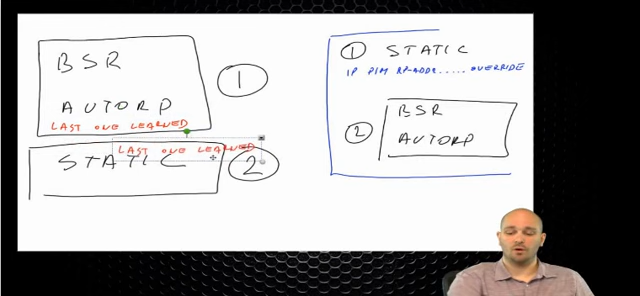 BSR
1
AUTORP
LAST ONE LEARNED
LAST ONE LEARNED
STATIC
2
1 STATIC
IP PIM RP-ADDR..... OVERRIDE
BSR
2
AUTORP